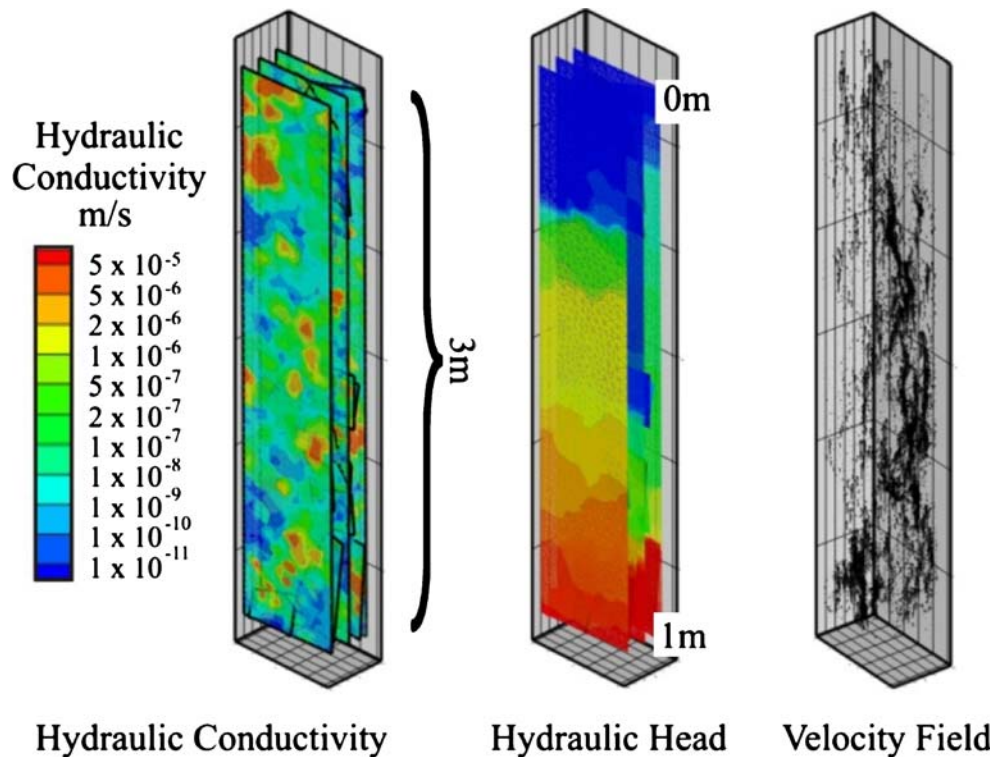 Hydraulic
Conductivity
m/s
5 x 10⁻⁵
5 x 10⁻⁶
2 x 10⁻⁶
1 x 10⁻⁶
5 x 10⁻⁷
2 x 10⁻⁷
1 x 10⁻⁷
1 x 10⁻⁸
1 x 10⁻⁹
1 x 10⁻¹⁰
1 x 10⁻¹¹
3m
0m
1m
Hydraulic Conductivity
Hydraulic Head
Velocity Field